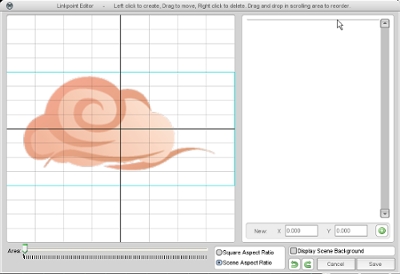 Linkpoint Editor - Left click to create, Drag to move, Right click to delete. Drag and drop in scrolling area to reorder.
New: X 0.000 Y 0.000
Area
Square Aspect Ratio
Scene Aspect Ratio
Display Scene Background
Cancel
Save